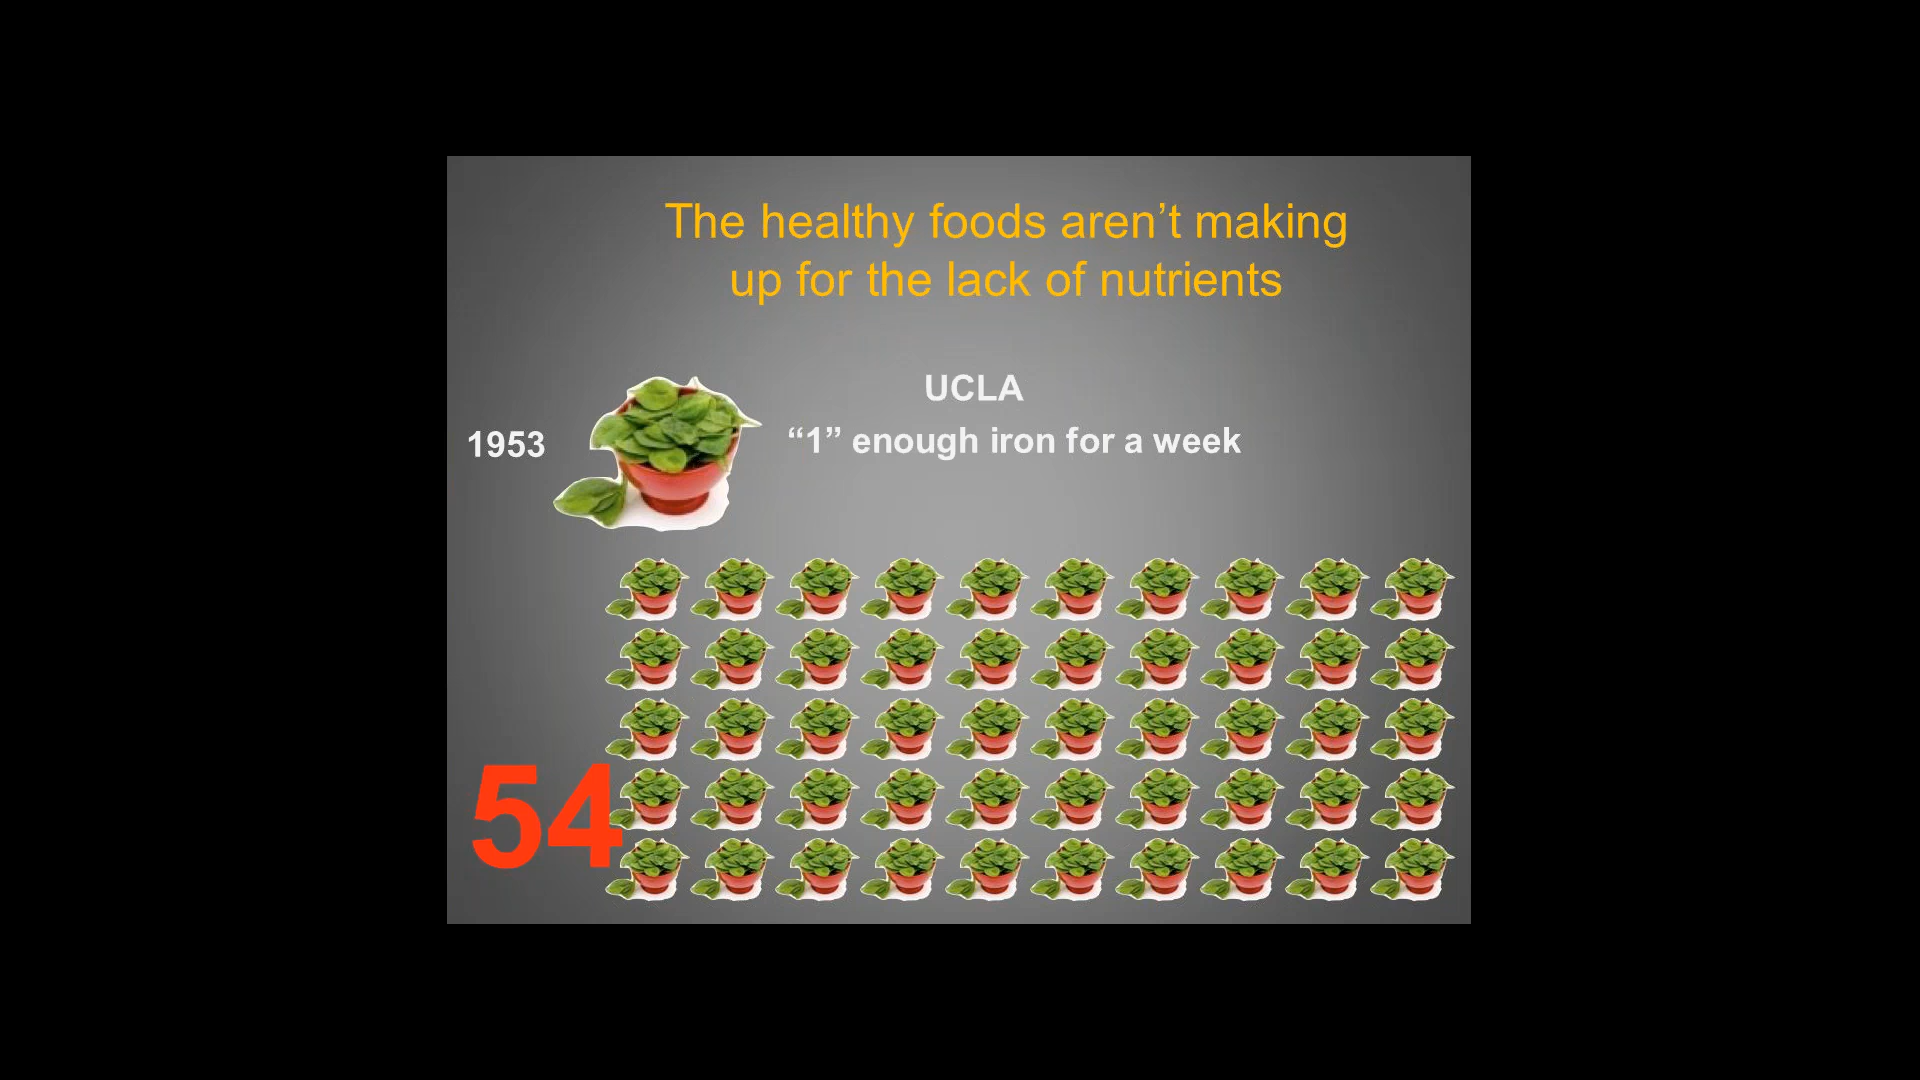 The healthy foods aren’t making
up for the lack of nutrients
UCLA
1953
“1” enough iron for a week
54